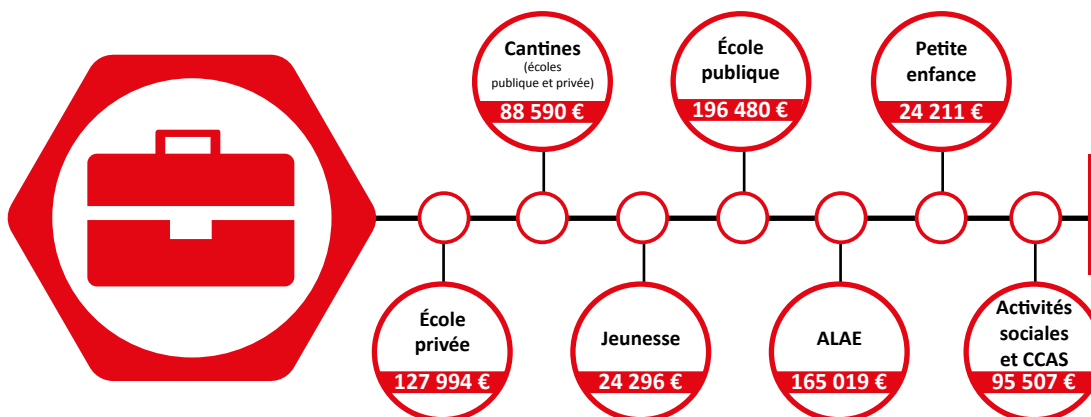 Cantines
(écoles
publique et privée)
88 590 €
École
publique
196 480 €
Petite
enfance
24 211 €
École
privée
127 994 €
Jeunesse
24 296 €
ALAE
165 019 €
Activités
sociales
et CCAS
95 507 €